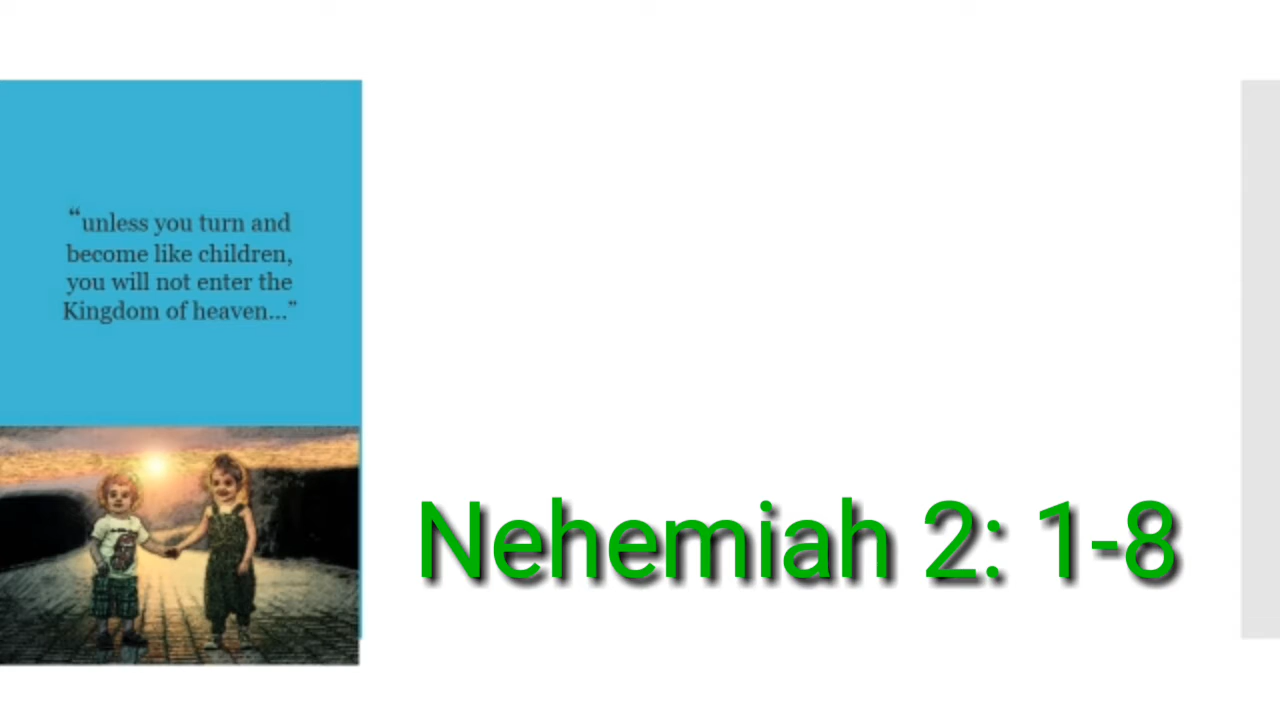 “unless you turn and
become like children,
you will not enter the
Kingdom of heaven...”
Nehemiah 2: 1-8